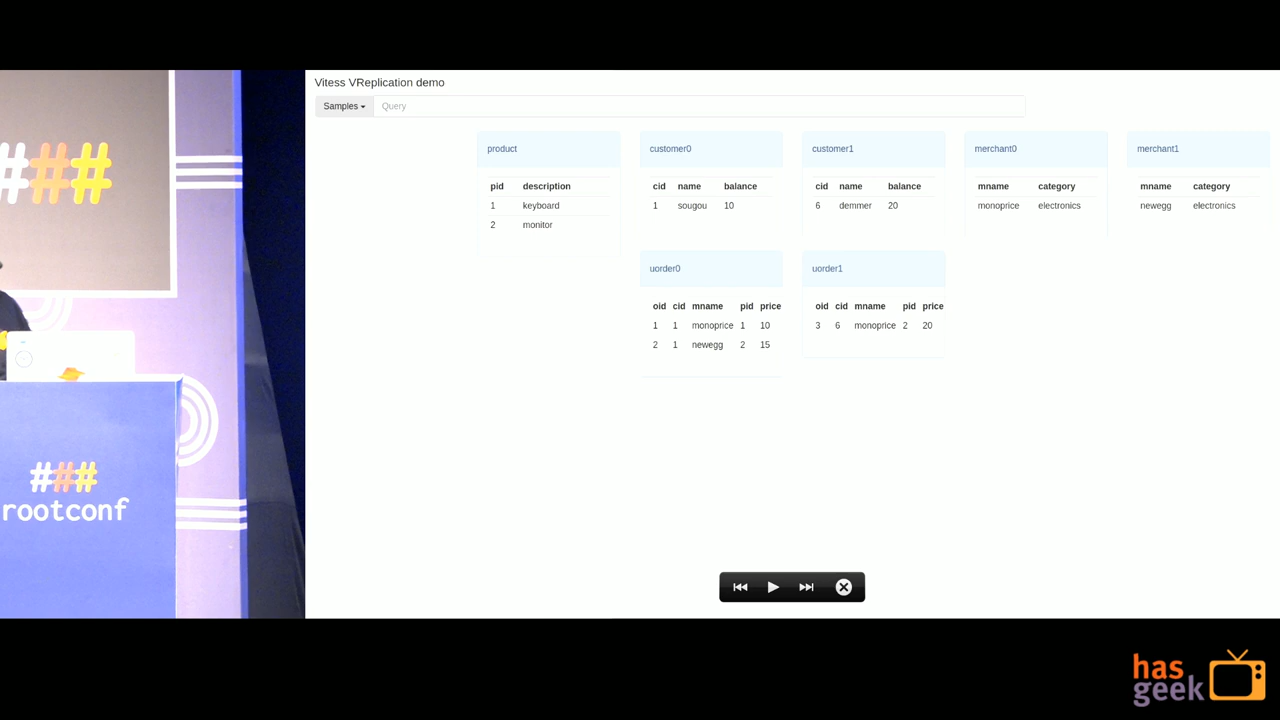 ###
###
rootconf
Vitess VReplication demo
Samples Query
product
pid description
1 keyboard
2 monitor
customer0
cid name balance
1 sougou 10
customer1
cid name balance
6 demmer 20
merchant0
mname category
monoprice electronics
merchant1
mname category
newegg electronics
uorder0
oid cid mname pid price
1 1 monoprice 1 10
2 1 newegg 2 15
uorder1
oid cid mname pid price
3 6 monoprice 2 20
has
geek